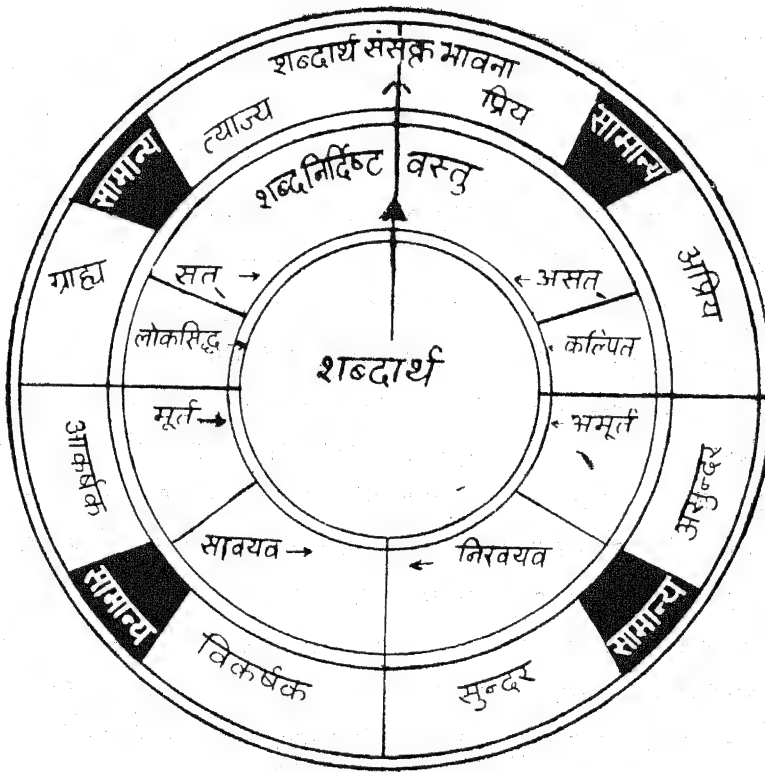 शब्दार्थ संसक्त भावना
त्याज्य
प्रिय
सामान्य
सामान्य
शब्द निर्दिष्ट वस्तु
ग्राह्य
सत् →
← असत्
अप्रिय
लोकसिद्ध
कल्पित
शब्दार्थ
मूर्त →
← अमूर्त
आकर्षक
असुन्दर
सावयव →
← निरवयव
सामान्य
सामान्य
विकर्षक
सुन्दर